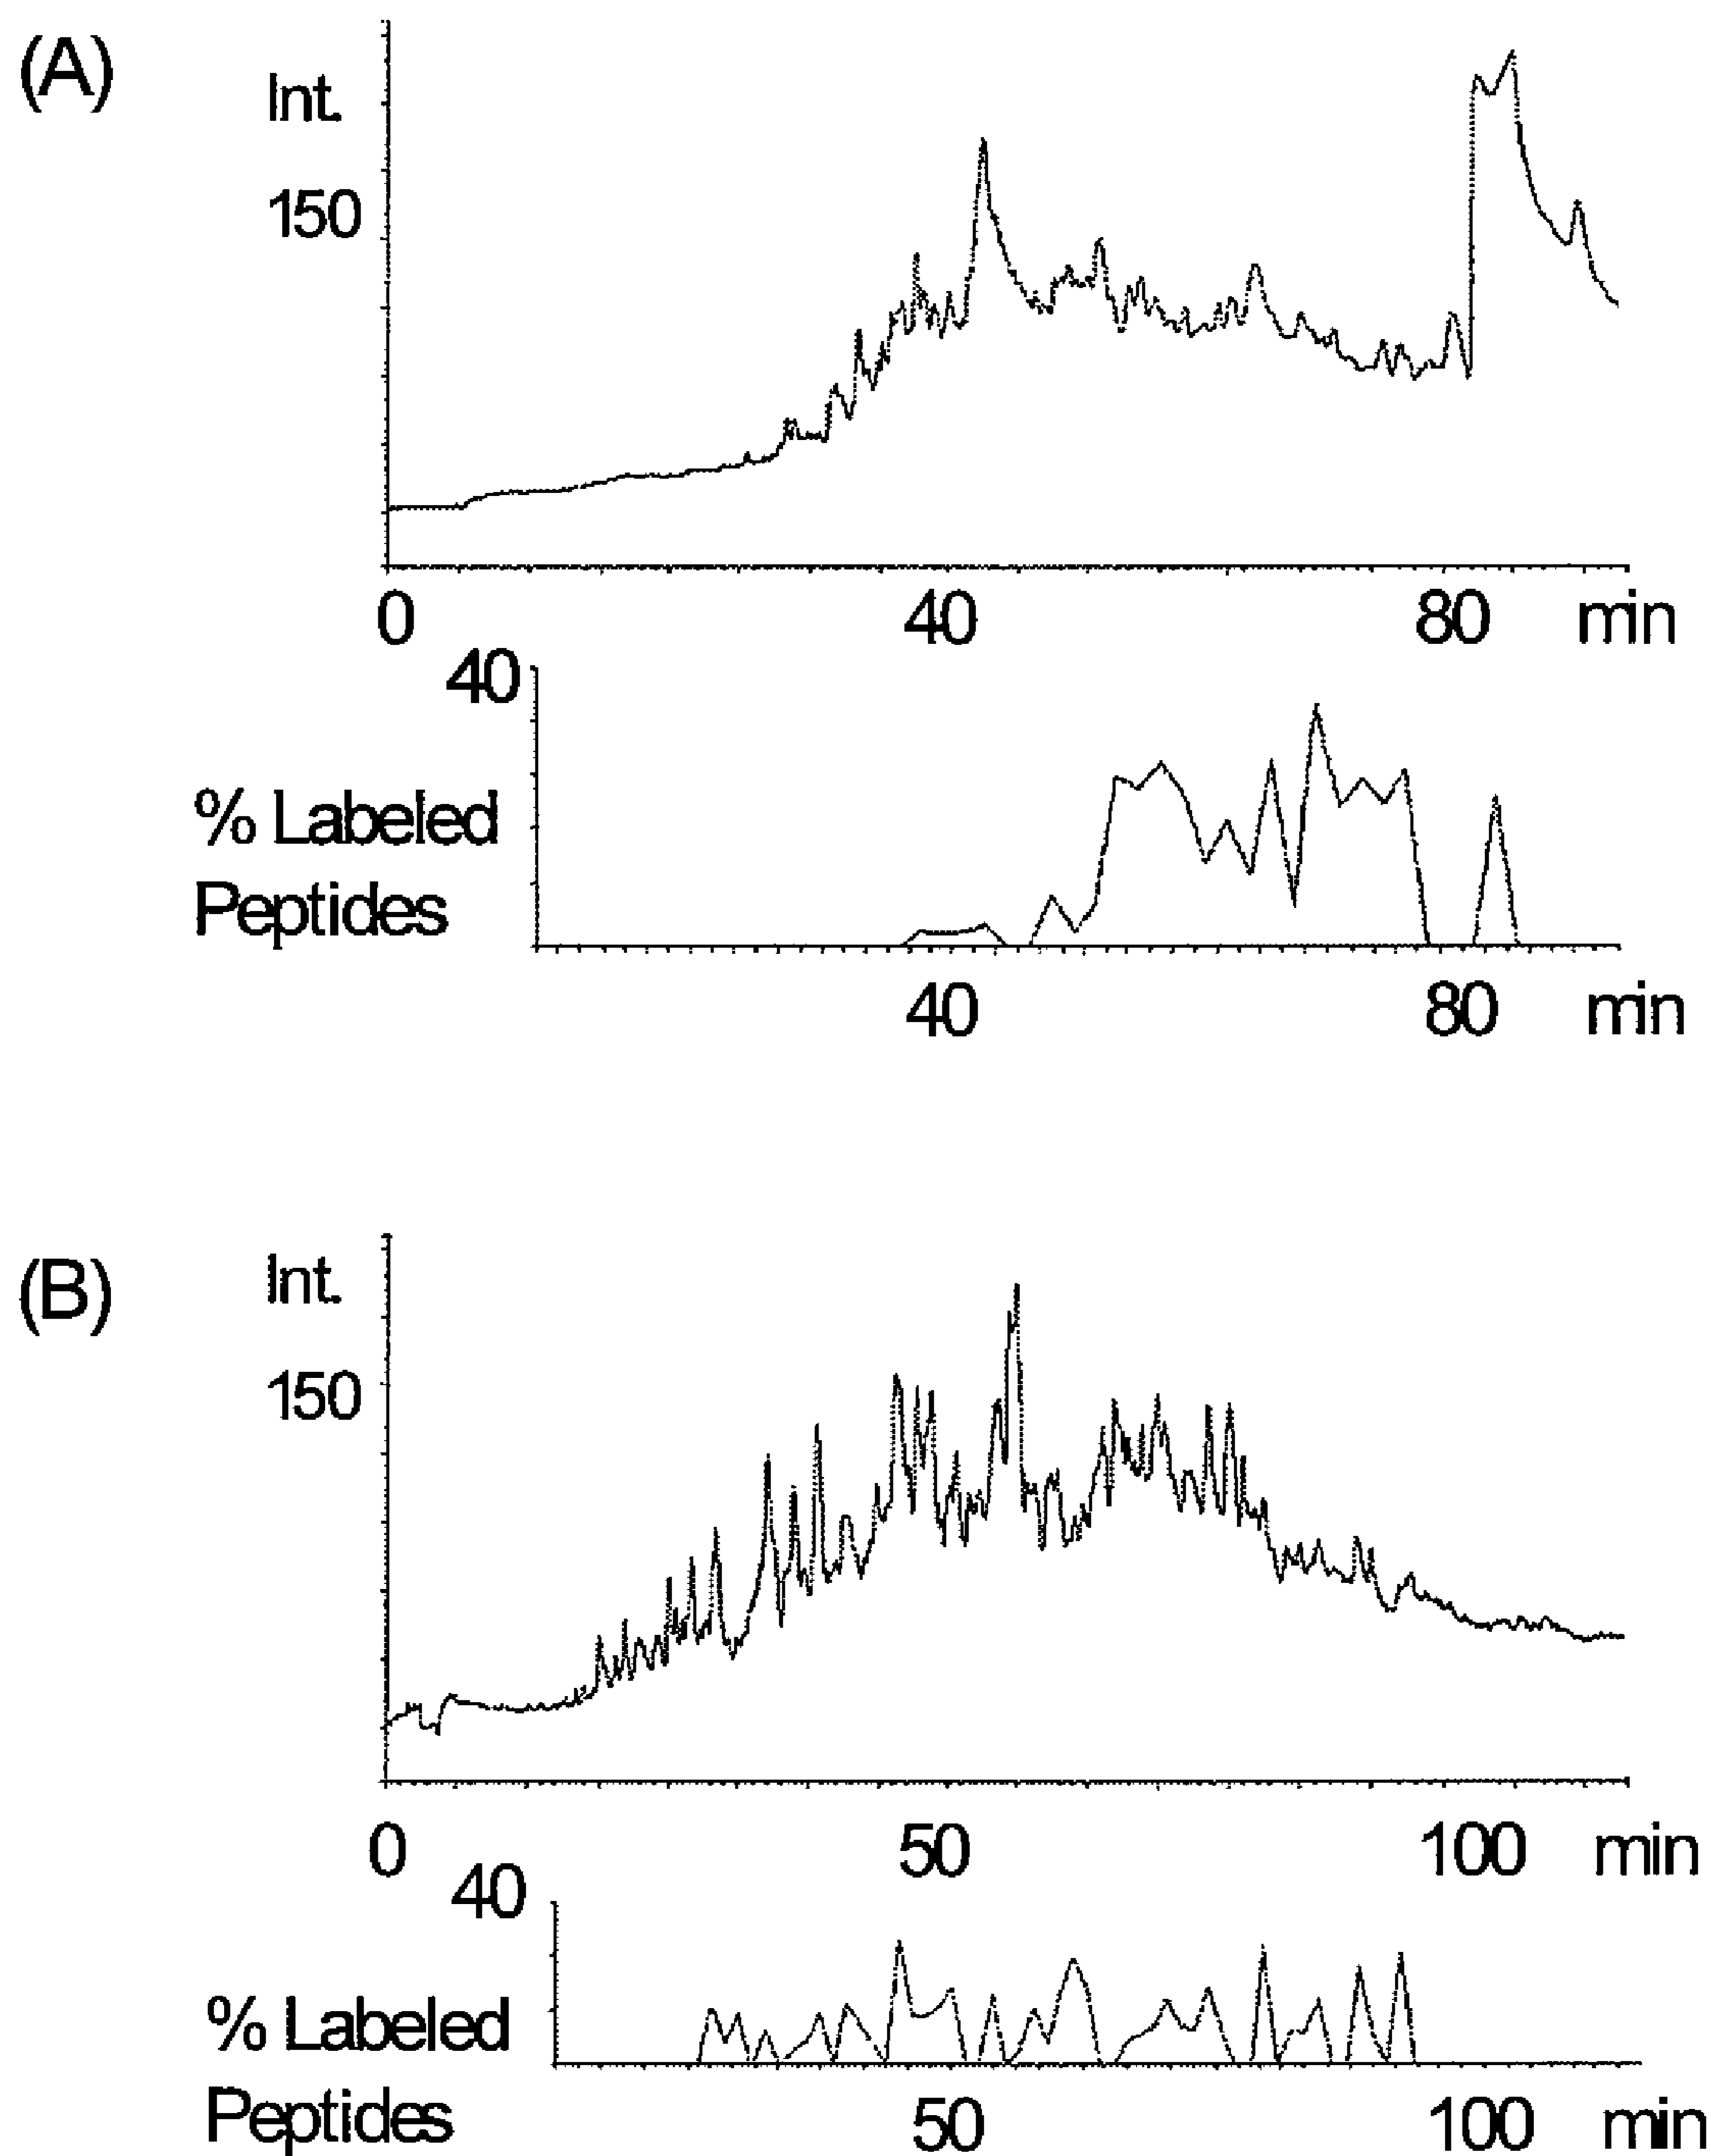 (A)
Int.
150
0 40 80 min
40
% Labeled
Peptides
40 80 min
(B)
Int.
150
0 50 100 min
40
% Labeled
Peptides
50 100 min